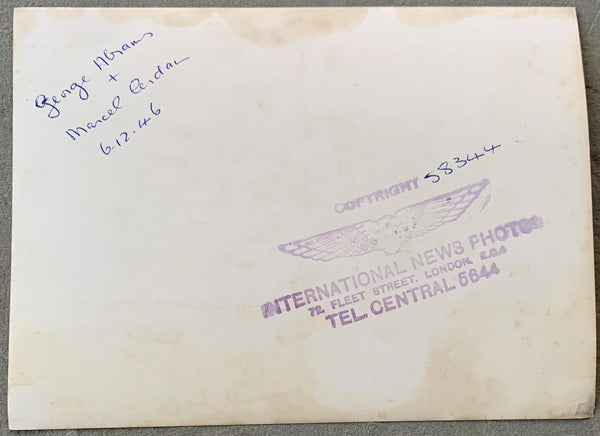 George Abrams
+
Marcel Cerdan
6.12.46
COPYRIGHT 58344
INTERNATIONAL NEWS PHOTOS
72, FLEET STREET, LONDON, E.C.4
TEL. CENTRAL 5644